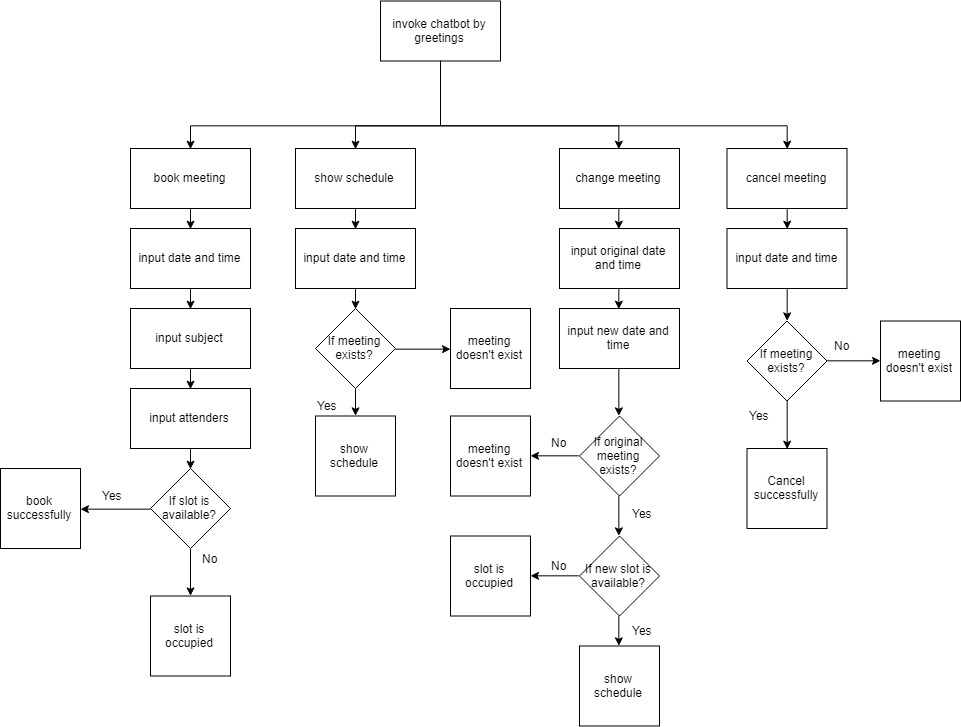 invoke chatbot by
greetings
book meeting
show schedule
change meeting
cancel meeting
input date and time
input date and time
input original date
and time
input date and time
input subject
If meeting
exists?
meeting
doesn't exist
input new date and
time
If meeting
exists?
No
meeting
doesn't exist
input attenders
Yes
show
schedule
meeting
doesn't exist
No
If original
meeting
exists?
Yes
Cancel
successfully
book
successfully
Yes
If slot is
available?
No
Yes
slot is
occupied
No
If new slot is
available?
slot is
occupied
Yes
show
schedule